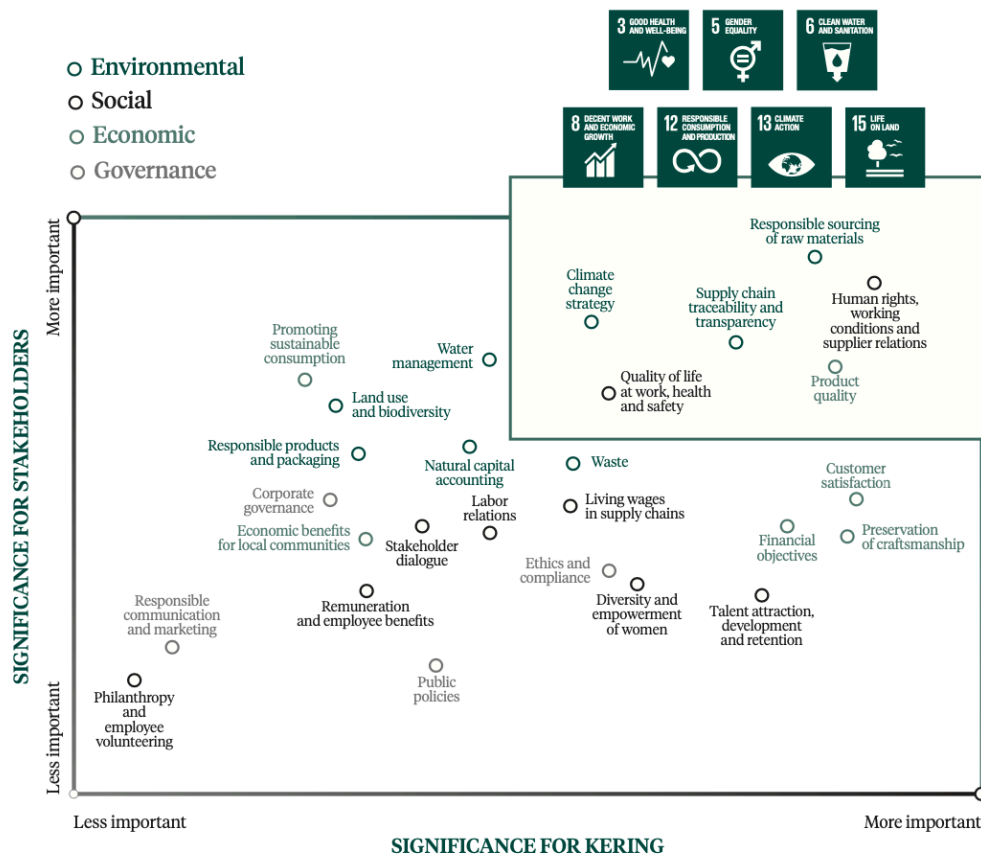 3 GOOD HEALTH
AND WELL-BEING
5 GENDER
EQUALITY
6 CLEAN WATER
AND SANITATION
Environmental
Social
Economic
Governance
8 DECENT WORK
AND ECONOMIC
GROWTH
12 RESPONSIBLE
CONSUMPTION
AND PRODUCTION
13 CLIMATE
ACTION
15 LIFE
ON LAND
SIGNIFICANCE FOR STAKEHOLDERS
More important
Less important
Responsible sourcing
of raw materials
Climate
change
strategy
Supply chain
traceability and
transparency
Human rights,
working
conditions and
supplier relations
Quality of life
at work, health
and safety
Product
quality
Promoting
sustainable
consumption
Water
management
Land use
and biodiversity
Responsible products
and packaging
Natural capital
accounting
Waste
Customer
satisfaction
Corporate
governance
Labor
relations
Living wages
in supply chains
Economic benefits
for local communities
Stakeholder
dialogue
Financial
objectives
Preservation
of craftsmanship
Ethics and
compliance
Remuneration
and employee benefits
Diversity and
empowerment
of women
Talent attraction,
development
and retention
Responsible
communication
and marketing
Public
policies
Philanthropy
and
employee
volunteering
Less important
More important
SIGNIFICANCE FOR KERING